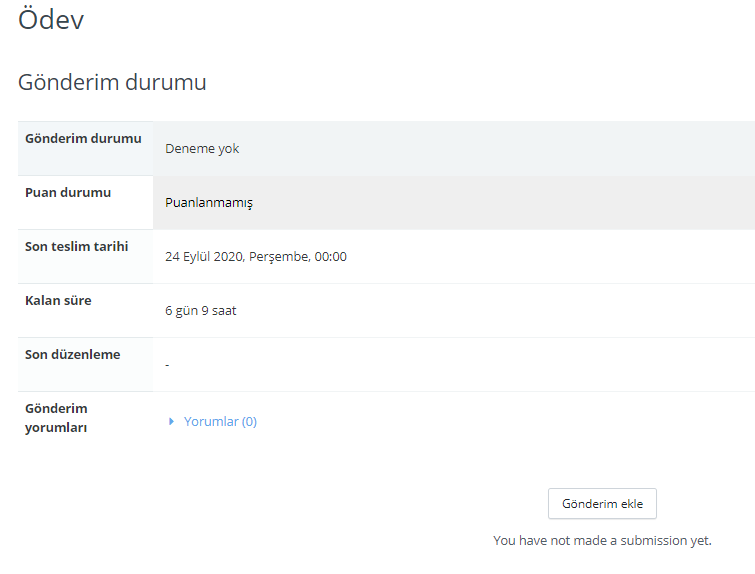 Ödev
Gönderim durumu
Gönderim durumu
Deneme yok
Puan durumu
Puanlanmamış
Son teslim tarihi
24 Eylül 2020, Perşembe, 00:00
Kalan süre
6 gün 9 saat
Son düzenleme
-
Gönderim
yorumları
Yorumlar (0)
Gönderim ekle
You have not made a submission yet.